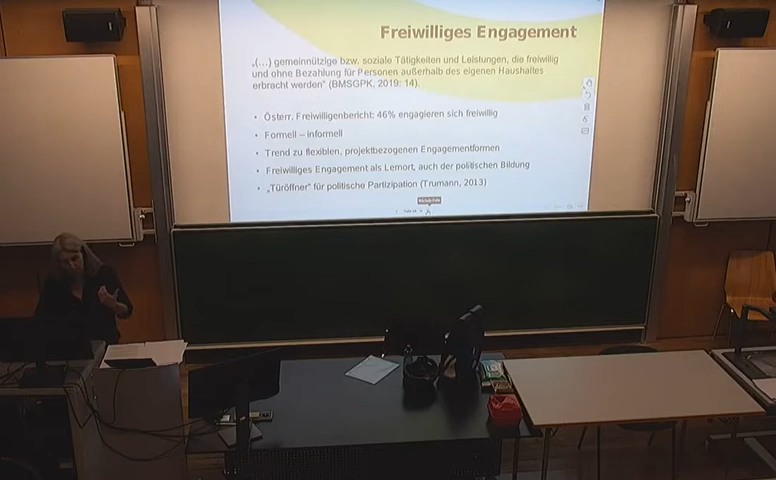 Freiwilliges Engagement
„(…) gemeinnützige bzw. soziale Tätigkeiten und Leistungen, die freiwillig
und ohne Bezahlung für Personen außerhalb des eigenen Haushaltes
erbracht werden“ (BMSGPK, 2019: 14).
• Österr. Freiwilligenbericht: 46% engagieren sich freiwillig
• Formell – informell
• Trend zu flexiblen, projektbezogenen Engagementformen
• Freiwilliges Engagement als Lernort, auch der politischen Bildung
• „Türöffner“ für politische Partizipation (Trumann, 2013)